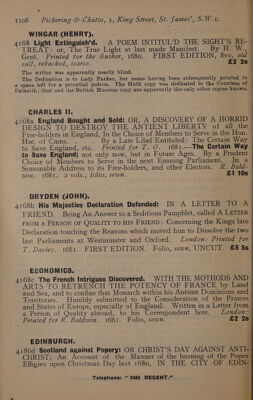 1108 Pickering & Chatto, 1, King Street, St. James', S.W.1.
WINGAR (HENRY).
4168 Light Extinguish'd. A POEM INTITUL'D THE SIGHT'S RE-
TREAT: or, The True Light at last made Manifest. By H. W.,
Gent. Printed for the Author, 1680. FIRST EDITION, 8vo, old
calf, rebacked, scarce. £2 2s
The writer was apparently nearly blind.
The Dedication is to Lady Parker, her name having been subsequently printed in
a space left for a potential patron. The Huth copy was dedicated to the Countess of
Falmouth; that and the British Museum copy are apparently the only other copies known.
CHARLES II.
4168a England Bought and Sold: OR, A DISCOVERY OF A HORRID
DESIGN TO DESTROY THE ANTIENT LIBERTY of all the
Free-holders in England, In the Choice of Members to Serve in the Hon.
Hse. of Cmns. . . . By a Late Libel Entituled: The Certain Way
to Save England, etc. Printed for T. O. 1681.—The Certain Way
to Save England; not only now, but in Future Ages. By a Prudent
Choice of Members to Serve in the next Ensuing Parliament. In a
Seasonable Address to its Free-holders, and other Electors. R. Bald-
win. 1681. 2 vols., folio, sewn. £1 10s
DRYDEN (JOHN).
4168b His Majesties Declaration Defended: IN A LETTER TO A
FRIEND. Being An Answer to a Seditious Pamphlet, called A LETTER
FROM A PERSON OF QUALITY TO HIS FRIEND: Concerning the Kings late
Declaration touching the Reasons which moved him to Dissolve the two
last Parliaments at Westminster and Oxford. London: Printed for
T. Davies. 1681. FIRST EDITION. Folio, sewn, UNCUT. £5 5s
ECONOMICS.
4168c The French Intrigues Discovered. WITH THE MOTHODS AND
ARTS TO RETRENCH THE POTENCY OF FRANCE by Land
and Sea, and to confine that Monarch within his Antient Dominions and
Territories. Humbly submitted to the Consideration of the Princes
and States of Europe, especially of England. Written in a Letter from
a Person of Quality abroad, to his Correspondent here. London:
Printed for R. Baldwin. 1681. Folio, sewn. £2 2s
EDINBURGH.
4186d Scotland against Popery: OR CHRIST'S DAY AGAINST ANTI-
CHRIST; An Account of the Manner of the burning of the Popes
Effigies upon Christmas Day last 1680, IN THE CITY OF EDIN-
Telephone: " REGENT."